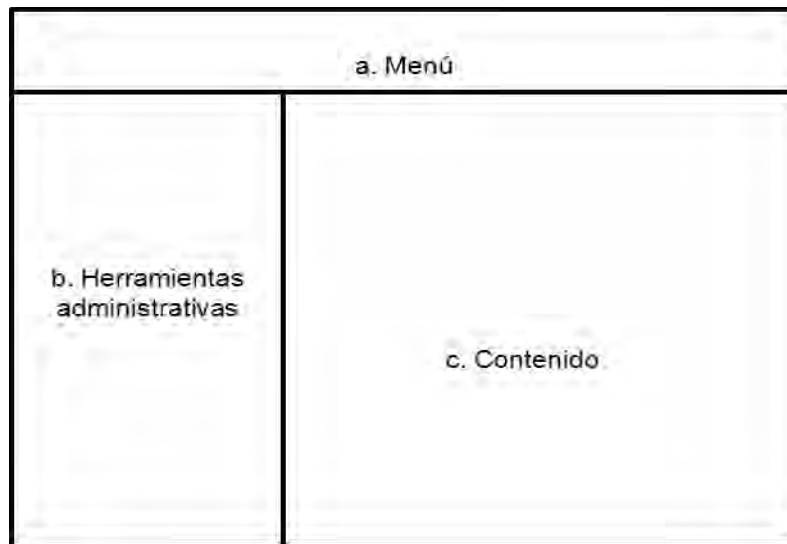 a. Menú
b. Herramientas
administrativas
c. Contenido